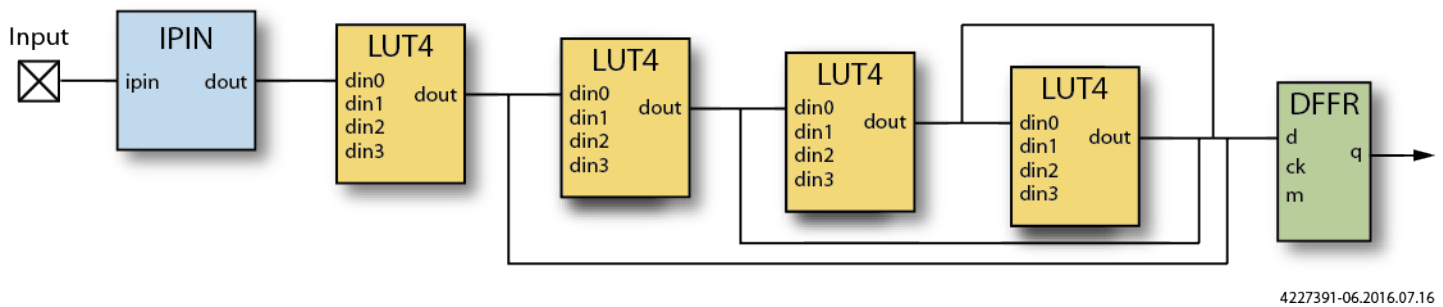 Input
IPIN
ipin dout
LUT4
din0
din1
din2
din3
dout
LUT4
din0
din1
din2
din3
dout
LUT4
din0
din1
din2
din3
dout
LUT4
din0
din1
din2
din3
dout
DFFR
d
ck
m
q
4227391-06.2016.07.16